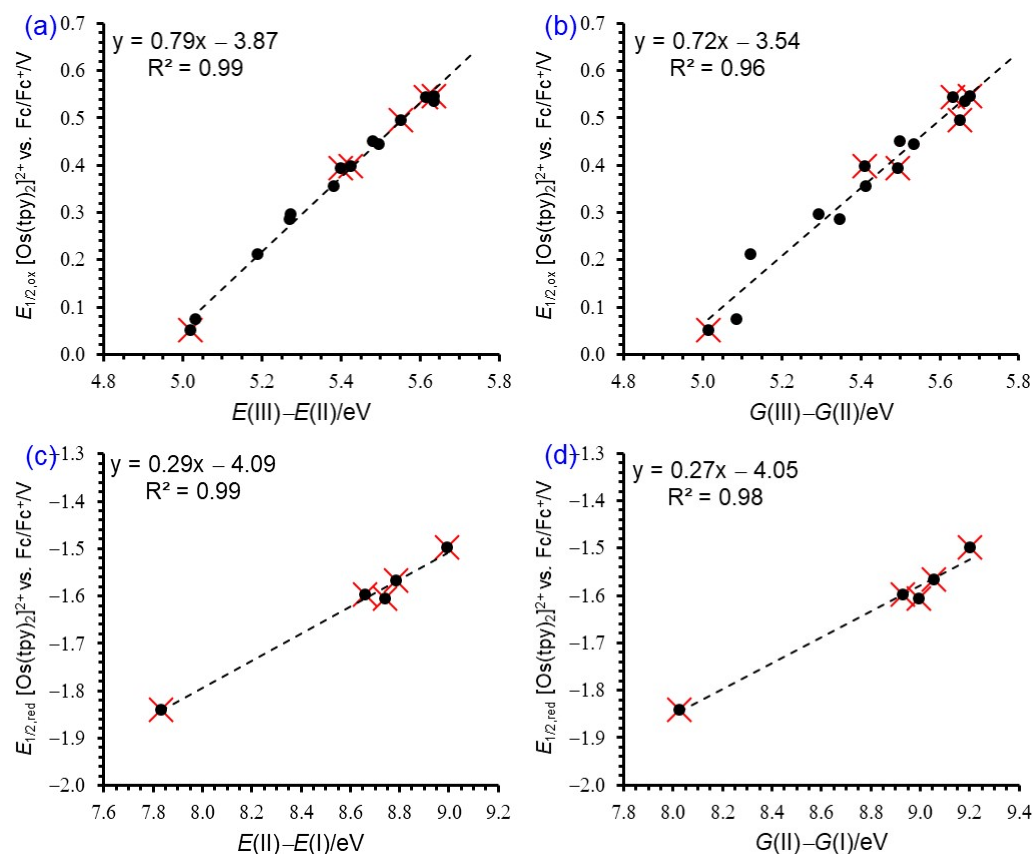 (a)
y = 0.79x – 3.87
R² = 0.99
E1/2,ox [Os(tpy)2]2+ vs. Fc/Fc+/V
0.7
0.6
0.5
0.4
0.3
0.2
0.1
0.0
4.8 5.0 5.2 5.4 5.6 5.8
E(III)–E(II)/eV
(b)
y = 0.72x – 3.54
R² = 0.96
E1/2,ox [Os(tpy)2]2+ vs. Fc/Fc+/V
0.7
0.6
0.5
0.4
0.3
0.2
0.1
0.0
4.8 5.0 5.2 5.4 5.6 5.8
G(III)–G(II)/eV
(c)
y = 0.29x – 4.09
R² = 0.99
E1/2,red [Os(tpy)2]2+ vs. Fc/Fc+/V
–1.3
–1.4
–1.5
–1.6
–1.7
–1.8
–1.9
–2.0
7.6 7.8 8.0 8.2 8.4 8.6 8.8 9.0 9.2
E(II)–E(I)/eV
(d)
y = 0.27x – 4.05
R² = 0.98
E1/2,red [Os(tpy)2]2+ vs. Fc/Fc+/V
–1.3
–1.4
–1.5
–1.6
–1.7
–1.8
–1.9
–2.0
7.8 8.0 8.2 8.4 8.6 8.8 9.0 9.2 9.4
G(II)–G(I)/eV